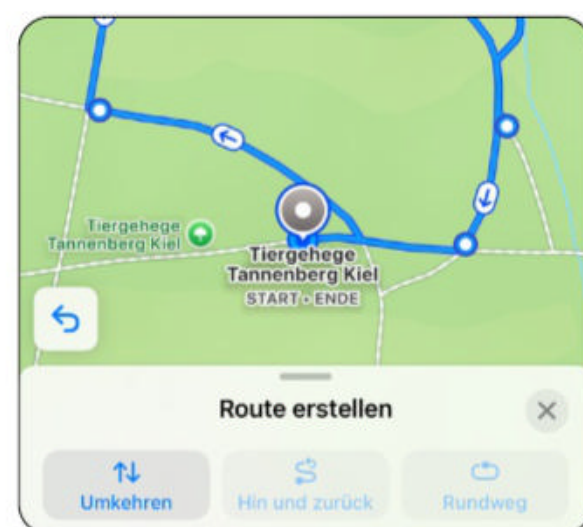 Tiergehege
Tannenberg Kiel
Tiergehege
Tannenberg Kiel
START • ENDE
Route erstellen
Umkehren
Hin und zurück
Rundweg